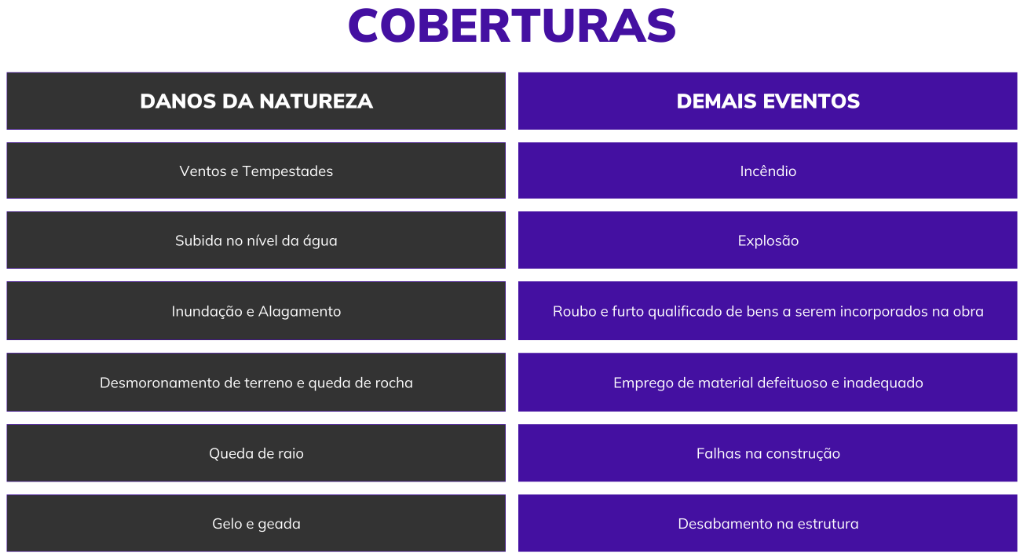 COBERTURAS
DANOS DA NATUREZA
DEMAIS EVENTOS
Ventos e Tempestades
Incêndio
Subida no nível da água
Explosão
Inundação e Alagamento
Roubo e furto qualificado de bens a serem incorporados na obra
Desmoronamento de terreno e queda de rocha
Emprego de material defeituoso e inadequado
Queda de raio
Falhas na construção
Gelo e geada
Desabamento na estrutura